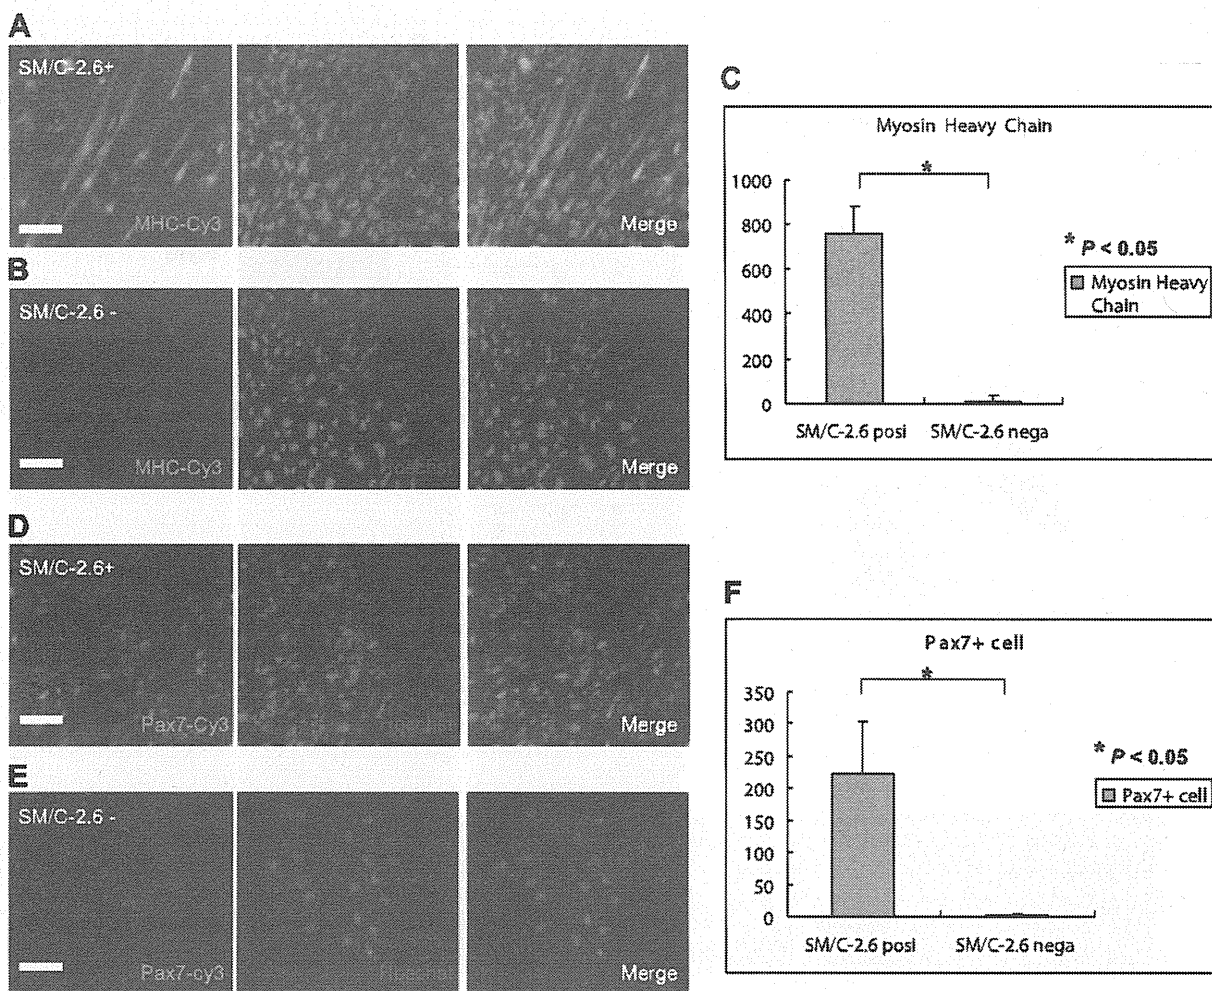 A
SM/C-2.6+
MHC-Cy3
Merge
B
SM/C-2.6 -
MHC-Cy3
Merge
C
Myosin Heavy Chain
*
1000
800
600
400
200
0
SM/C-2.6 posi
SM/C-2.6 nega
* P < 0.05
Myosin Heavy
Chain
D
SM/C-2.6+
Pax7-Cy3
Merge
E
SM/C-2.6 -
Pax7-cy3
Merge
F
Pax7+ cell
*
350
300
250
200
150
100
50
0
SM/C-2.6 posi
SM/C-2.6 nega
* P < 0.05
Pax7+ cell